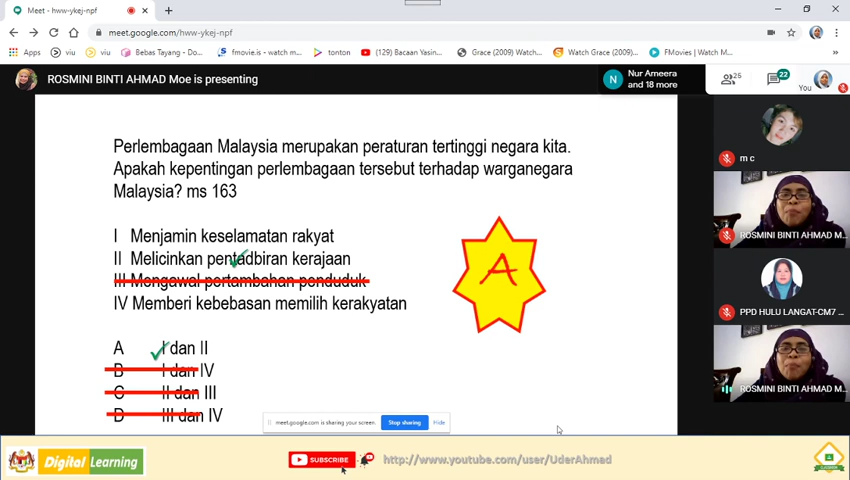 Meet - hww-ykej-npf
meet.google.com/hww-ykej-npf
Apps
viu
viu
Bebas Tayang - Do...
fmovie.is - watch m...
tonton
(129) Bacaan Yasin...
Grace (2009) Watch...
Watch Grace (2009)...
FMovies | Watch M...
ROSMINI BINTI AHMAD Moe is presenting
N
Nur Ameera
and 18 more
25
22
You
Perlembagaan Malaysia merupakan peraturan tertinggi negara kita.
Apakah kepentingan perlembagaan tersebut terhadap warganegara
Malaysia? ms 163
I Menjamin keselamatan rakyat
II Melicinkan pentadbiran kerajaan
III Mengawal pertambahan penduduk
IV Memberi kebebasan memilih kerakyatan
A
A I dan II
B I dan IV
C II dan III
D III dan IV
m c
ROSMINI BINTI AHMAD M...
PPD HULU LANGAT-CM7 ...
ROSMINI BINTI AHMAD M...
meet.google.com is sharing your screen.
Stop sharing
Hide
Digital Learning
SUBSCRIBE
http://www.youtube.com/user/UderAhmad